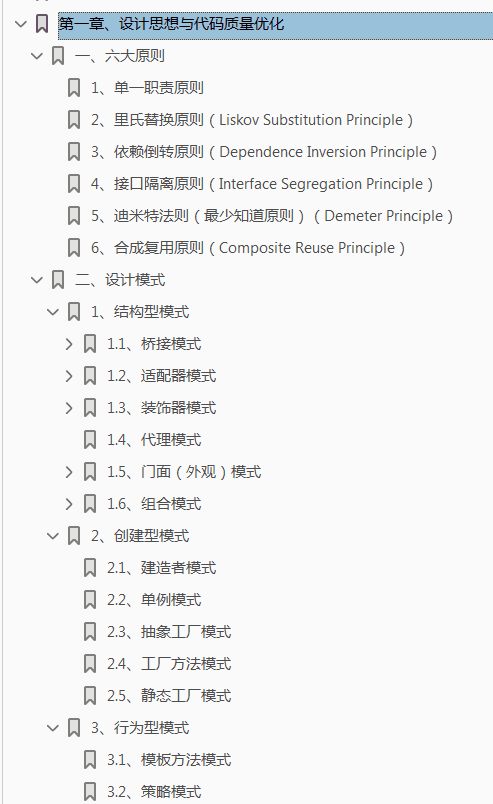 第一章、设计思想与代码质量优化
一、六大原则
1、单一职责原则
2、里氏替换原则（Liskov Substitution Principle）
3、依赖倒转原则（Dependence Inversion Principle）
4、接口隔离原则（Interface Segregation Principle）
5、迪米特法则（最少知道原则）（Demeter Principle）
6、合成复用原则（Composite Reuse Principle）
二、设计模式
1、结构型模式
1.1、桥接模式
1.2、适配器模式
1.3、装饰器模式
1.4、代理模式
1.5、门面（外观）模式
1.6、组合模式
2、创建型模式
2.1、建造者模式
2.2、单例模式
2.3、抽象工厂模式
2.4、工厂方法模式
2.5、静态工厂模式
3、行为型模式
3.1、模板方法模式
3.2、策略模式